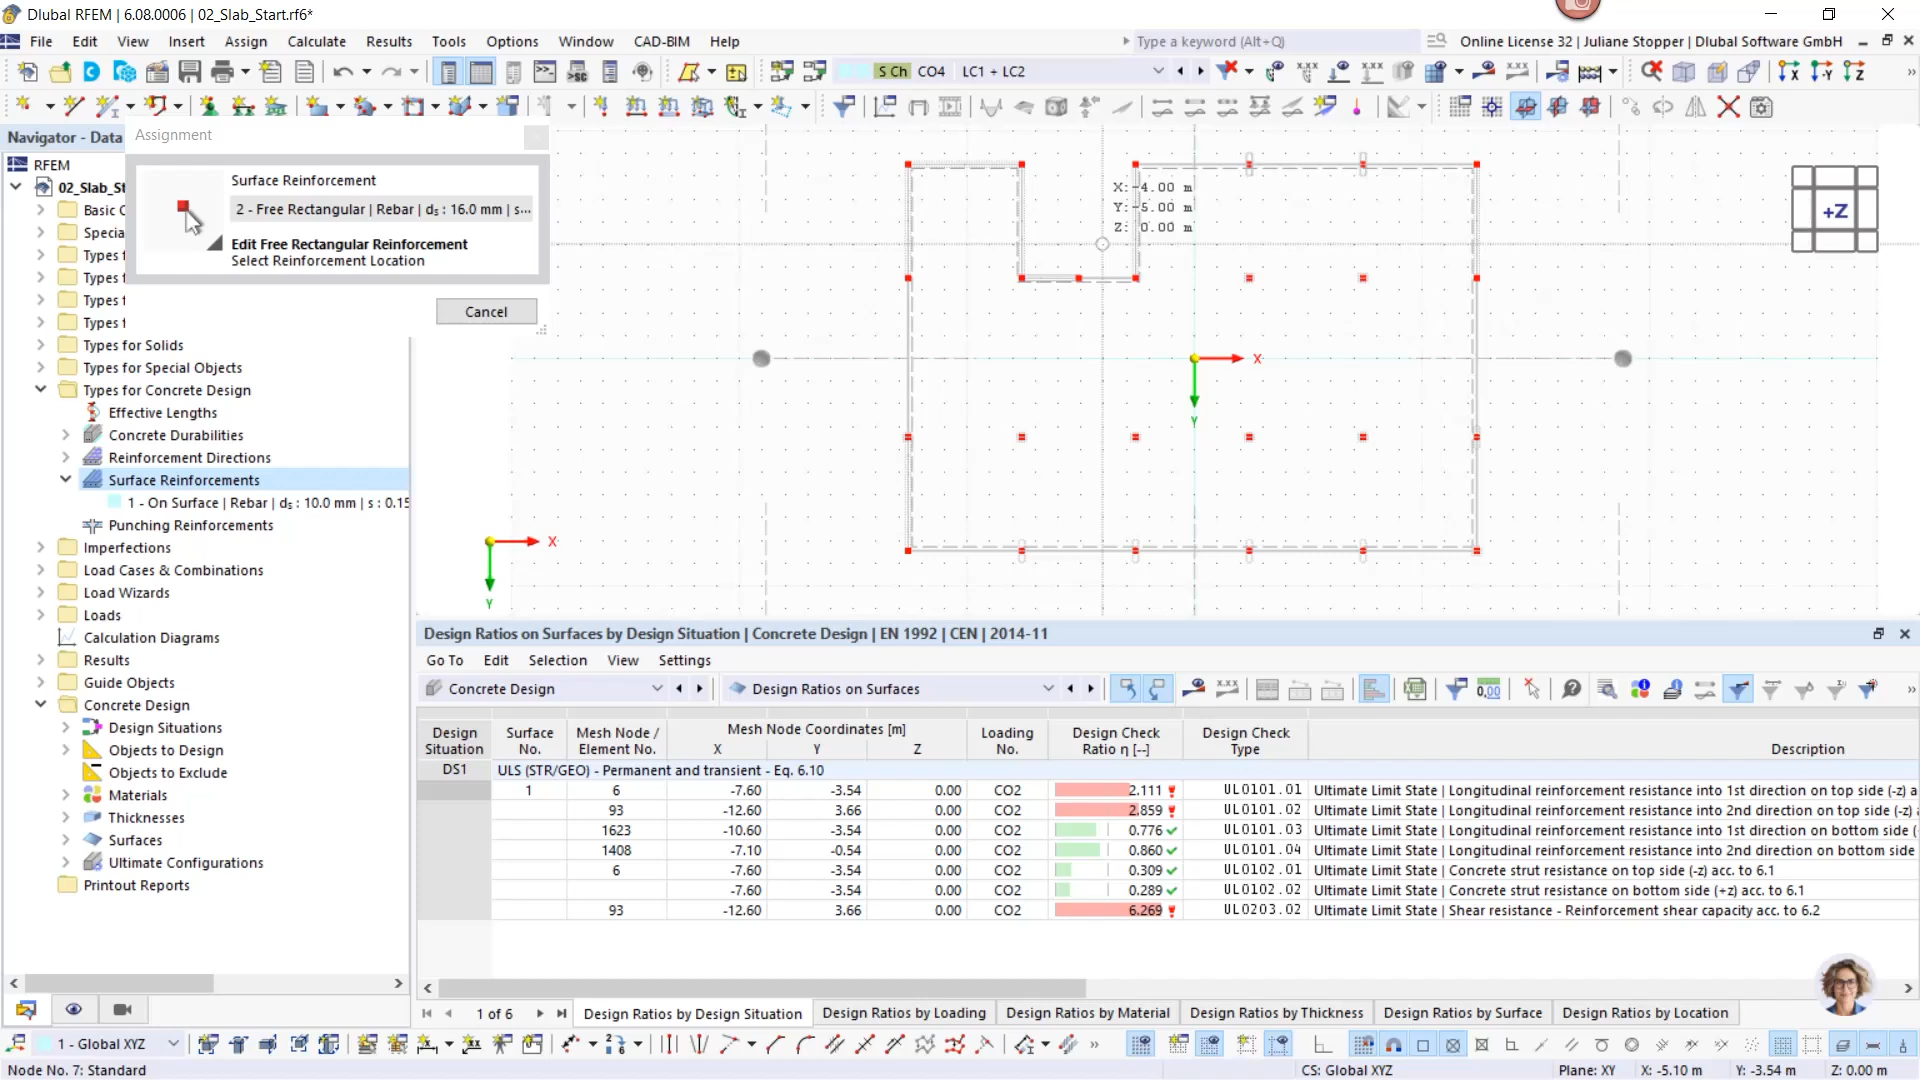 Dlubal RFEM | 6.08.0006 | 02_Slab_Start.rf6*
File Edit View Insert Assign Calculate Results Tools Options Window CAD-BIM Help
Type a keyword (Alt+Q)
Online License 32 | Juliane Stopper | Dlubal Software GmbH
S Ch CO4 LC1 + LC2
Navigator - Data
Assignment
Surface Reinforcement
2 - Free Rectangular | Rebar | ds : 16.0 mm | s...
Edit Free Rectangular Reinforcement
Select Reinforcement Location
Cancel
RFEM
02_Slab_St
Basic C
Specia
Types f
Types f
Types f
Types f
Types for Solids
Types for Special Objects
Types for Concrete Design
Effective Lengths
Concrete Durabilities
Reinforcement Directions
Surface Reinforcements
1 - On Surface | Rebar | ds : 10.0 mm | s : 0.15
Punching Reinforcements
Imperfections
Load Cases & Combinations
Load Wizards
Loads
Calculation Diagrams
Results
Guide Objects
Concrete Design
Design Situations
Objects to Design
Objects to Exclude
Materials
Thicknesses
Surfaces
Ultimate Configurations
Printout Reports
X:-4.00 m
Y:-5.00 m
Z: 0.00 m
+Z
X
Y
X
Y
Design Ratios on Surfaces by Design Situation | Concrete Design | EN 1992 | CEN | 2014-11
Go To Edit Selection View Settings
Concrete Design Design Ratios on Surfaces
Design Situation Surface No. Mesh Node / Element No. Mesh Node Coordinates [m] X Y Z Loading No. Design Check Ratio η [--] Design Check Type Description
DS1 ULS (STR/GEO) - Permanent and transient - Eq. 6.10
1 6 -7.60 -3.54 0.00 CO2 2.111 UL0101.01 Ultimate Limit State | Longitudinal reinforcement resistance into 1st direction on top side (-z) a
93 -12.60 3.66 0.00 CO2 2.859 UL0101.02 Ultimate Limit State | Longitudinal reinforcement resistance into 2nd direction on top side (-z) a
1623 -10.60 -3.54 0.00 CO2 0.776 UL0101.03 Ultimate Limit State | Longitudinal reinforcement resistance into 1st direction on bottom side (
1408 -7.10 -0.54 0.00 CO2 0.860 UL0101.04 Ultimate Limit State | Longitudinal reinforcement resistance into 2nd direction on bottom side
6 -7.60 -3.54 0.00 CO2 0.309 UL0102.01 Ultimate Limit State | Concrete strut resistance on top side (-z) acc. to 6.1
-7.60 -3.54 0.00 CO2 0.289 UL0102.02 Ultimate Limit State | Concrete strut resistance on bottom side (+z) acc. to 6.1
93 -12.60 3.66 0.00 CO2 6.269 UL0203.02 Ultimate Limit State | Shear resistance - Reinforcement shear capacity acc. to 6.2
1 of 6 Design Ratios by Design Situation Design Ratios by Loading Design Ratios by Material Design Ratios by Thickness Design Ratios by Surface Design Ratios by Location
1 - Global XYZ
Node No. 7: Standard
CS: Global XYZ Plane: XY X: -5.10 m Y: -3.54 m Z: 0.00 m